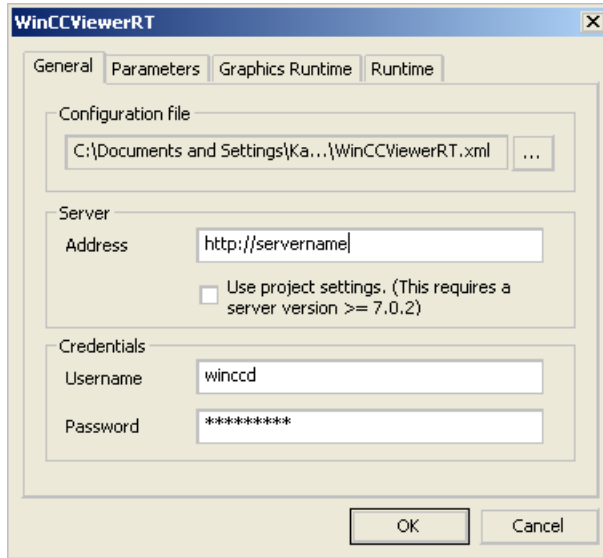 WinCCViewerRT
General Parameters Graphics Runtime Runtime
Configuration file
C:\Documents and Settings\Ka...\WinCCViewerRT.xml ...
Server
Address http://servername
Use project settings. (This requires a
server version >= 7.0.2)
Credentials
Username winccd
Password *********
OK Cancel